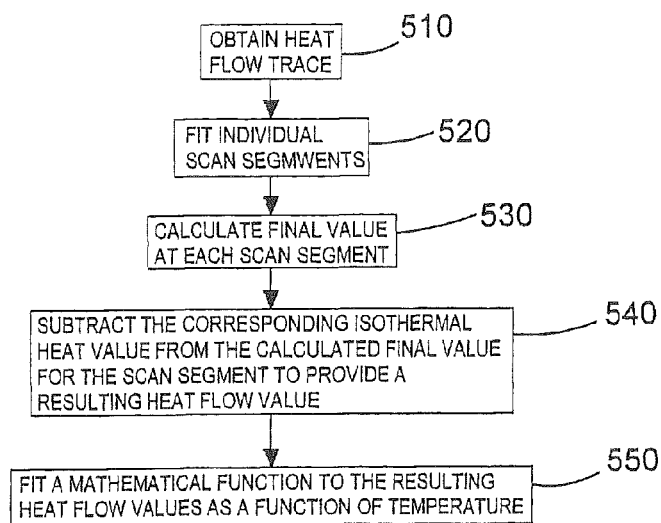 OBTAIN HEAT
FLOW TRACE
510
FIT INDIVIDUAL
SCAN SEGMWENTS
520
CALCULATE FINAL VALUE
AT EACH SCAN SEGMENT
530
SUBTRACT THE CORRESPONDING ISOTHERMAL
HEAT VALUE FROM THE CALCULATED FINAL VALUE
FOR THE SCAN SEGMENT TO PROVIDE A
RESULTING HEAT FLOW VALUE
540
FIT A MATHEMATICAL FUNCTION TO THE RESULTING
HEAT FLOW VALUES AS A FUNCTION OF TEMPERATURE
550